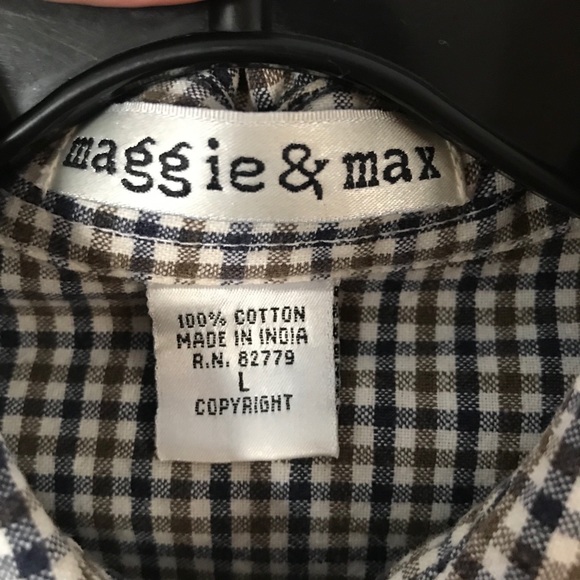 maggie & max
100% COTTON
MADE IN INDIA
R.N. 82779
L
COPYRIGHT